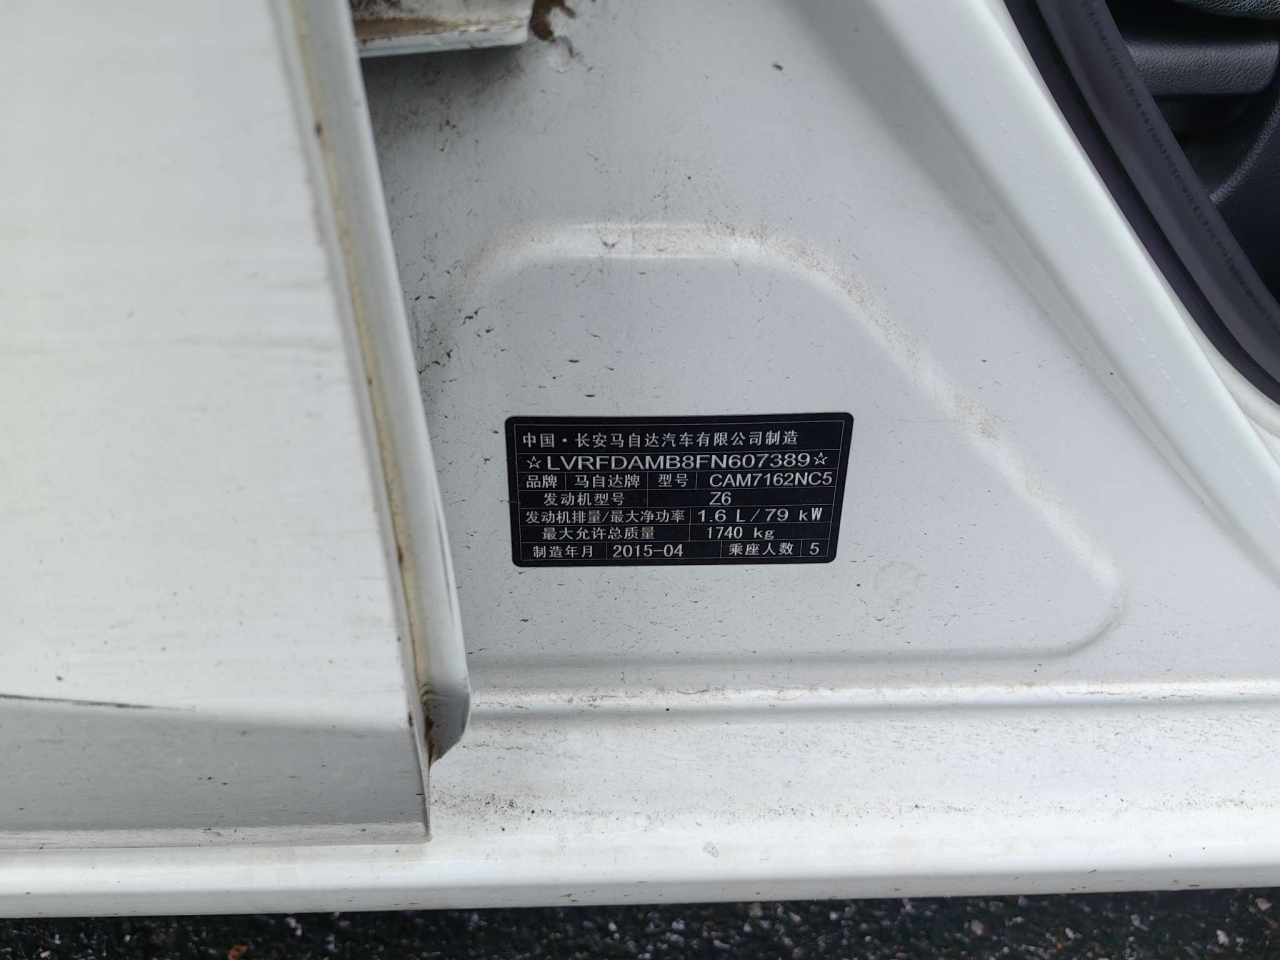 中国·长安马自达汽车有限公司制造
☆LVRFDAMB8FN607389☆
品牌 马自达牌 型号 CAM7162NC5
发动机型号 Z6
发动机排量/最大净功率 1.6 L/79 kW
最大允许总质量 1740 kg
制造年月 2015-04 乘座人数 5